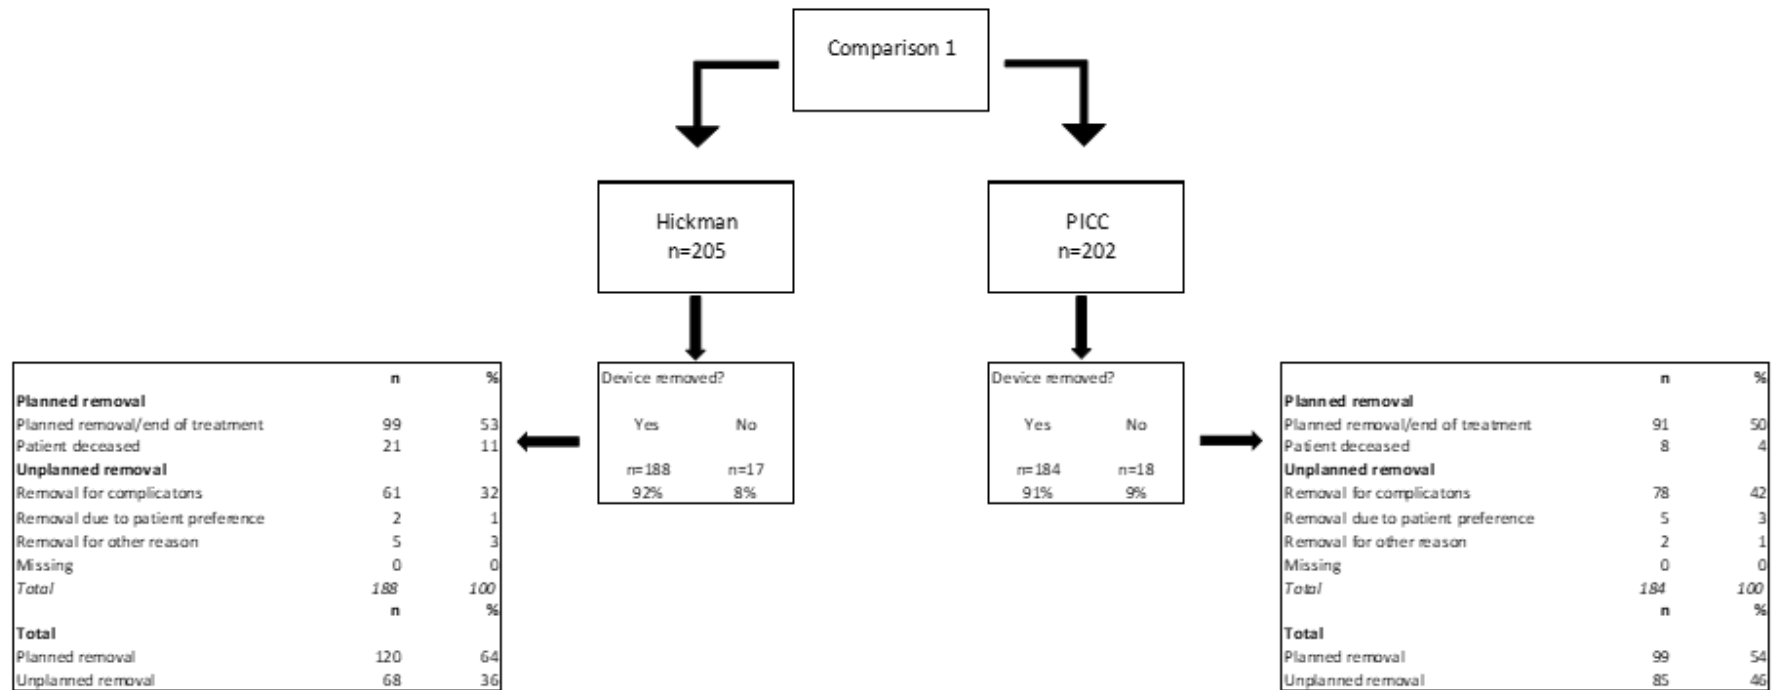 Comparison 1
Hickman
n=205
PICC
n=202
n %
Planned removal
Planned removal/end of treatment 99 53
Patient deceased 21 11
Unplanned removal
Removal for complicatons 61 32
Removal due to patient preference 2 1
Removal for other reason 5 3
Missing 0 0
Total 188 100
n %
Total
Planned removal 120 64
Unplanned removal 68 36
Device removed?
Yes No
n=188 n=17
92% 8%
Device removed?
Yes No
n=184 n=18
91% 9%
n %
Planned removal
Planned removal/end of treatment 91 50
Patient deceased 8 4
Unplanned removal
Removal for complicatons 78 42
Removal due to patient preference 5 3
Removal for other reason 2 1
Missing 0 0
Total 184 100
n %
Total
Planned removal 99 54
Unplanned removal 85 46